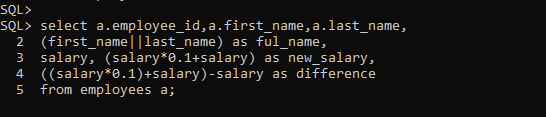 SQL>
SQL> select a.employee_id,a.first_name,a.last_name,
2 (first_name||last_name) as ful_name,
3 salary, (salary*0.1+salary) as new_salary,
4 ((salary*0.1)+salary)-salary as difference
5 from employees a;